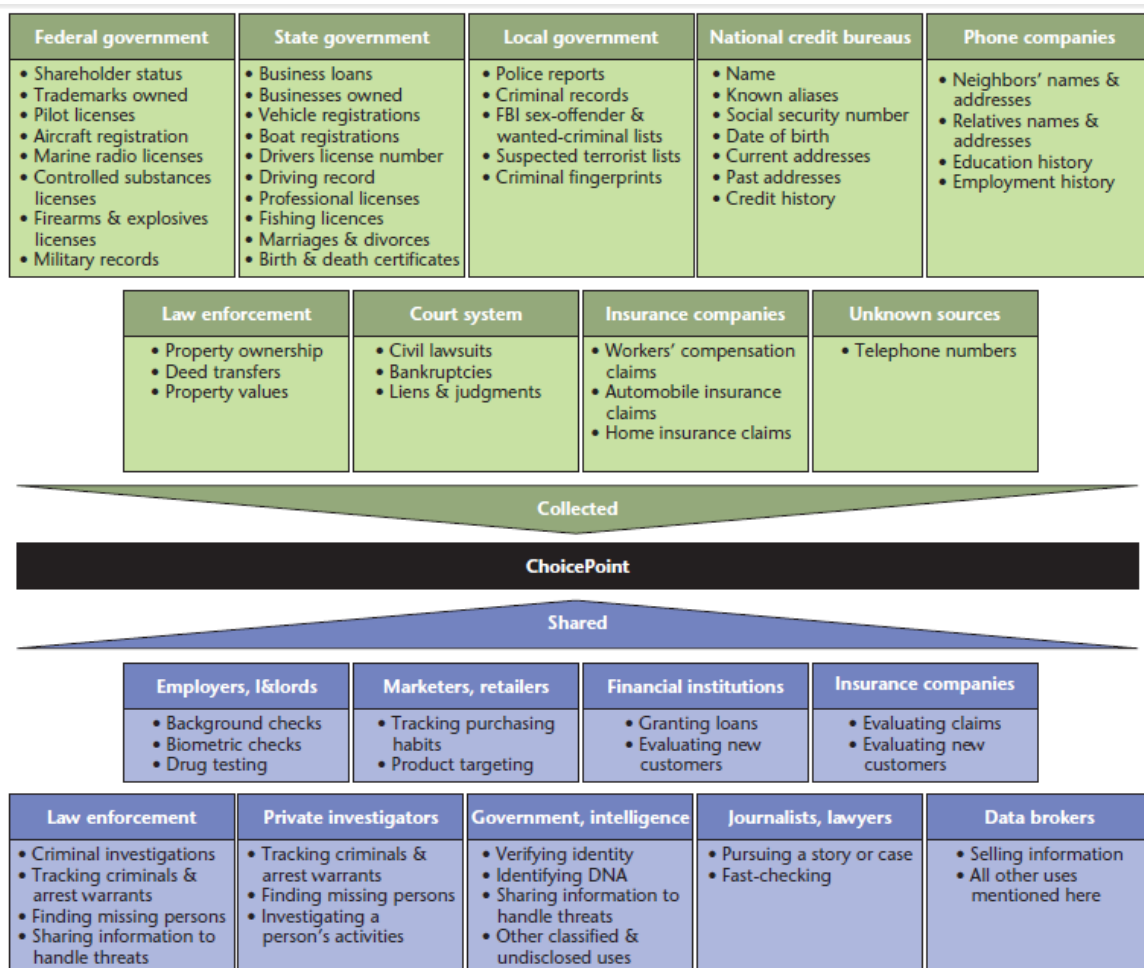 Federal government
• Shareholder status
• Trademarks owned
• Pilot licenses
• Aircraft registration
• Marine radio licenses
• Controlled substances
licenses
• Firearms & explosives
licenses
• Military records
State government
• Business loans
• Businesses owned
• Vehicle registrations
• Boat registrations
• Drivers license number
• Driving record
• Professional licenses
• Fishing licences
• Marriages & divorces
• Birth & death certificates
Local government
• Police reports
• Criminal records
• FBI sex-offender &
wanted-criminal lists
• Suspected terrorist lists
• Criminal fingerprints
National credit bureaus
• Name
• Known aliases
• Social security number
• Date of birth
• Current addresses
• Past addresses
• Credit history
Phone companies
• Neighbors’ names &
addresses
• Relatives names &
addresses
• Education history
• Employment history
Law enforcement
• Property ownership
• Deed transfers
• Property values
Court system
• Civil lawsuits
• Bankruptcies
• Liens & judgments
Insurance companies
• Workers’ compensation
claims
• Automobile insurance
claims
• Home insurance claims
Unknown sources
• Telephone numbers
Collected
ChoicePoint
Shared
Employers, l&lords
• Background checks
• Biometric checks
• Drug testing
Marketers, retailers
• Tracking purchasing
habits
• Product targeting
Financial institutions
• Granting loans
• Evaluating new
customers
Insurance companies
• Evaluating claims
• Evaluating new
customers
Law enforcement
• Criminal investigations
• Tracking criminals &
arrest warrants
• Finding missing persons
• Sharing information to
handle threats
Private investigators
• Tracking criminals &
arrest warrants
• Finding missing persons
• Investigating a
person’s activities
Government, intelligence
• Verifying identity
• Identifying DNA
• Sharing information to
handle threats
• Other classified &
undisclosed uses
Journalists, lawyers
• Pursuing a story or case
• Fast-checking
Data brokers
• Selling information
• All other uses
mentioned here